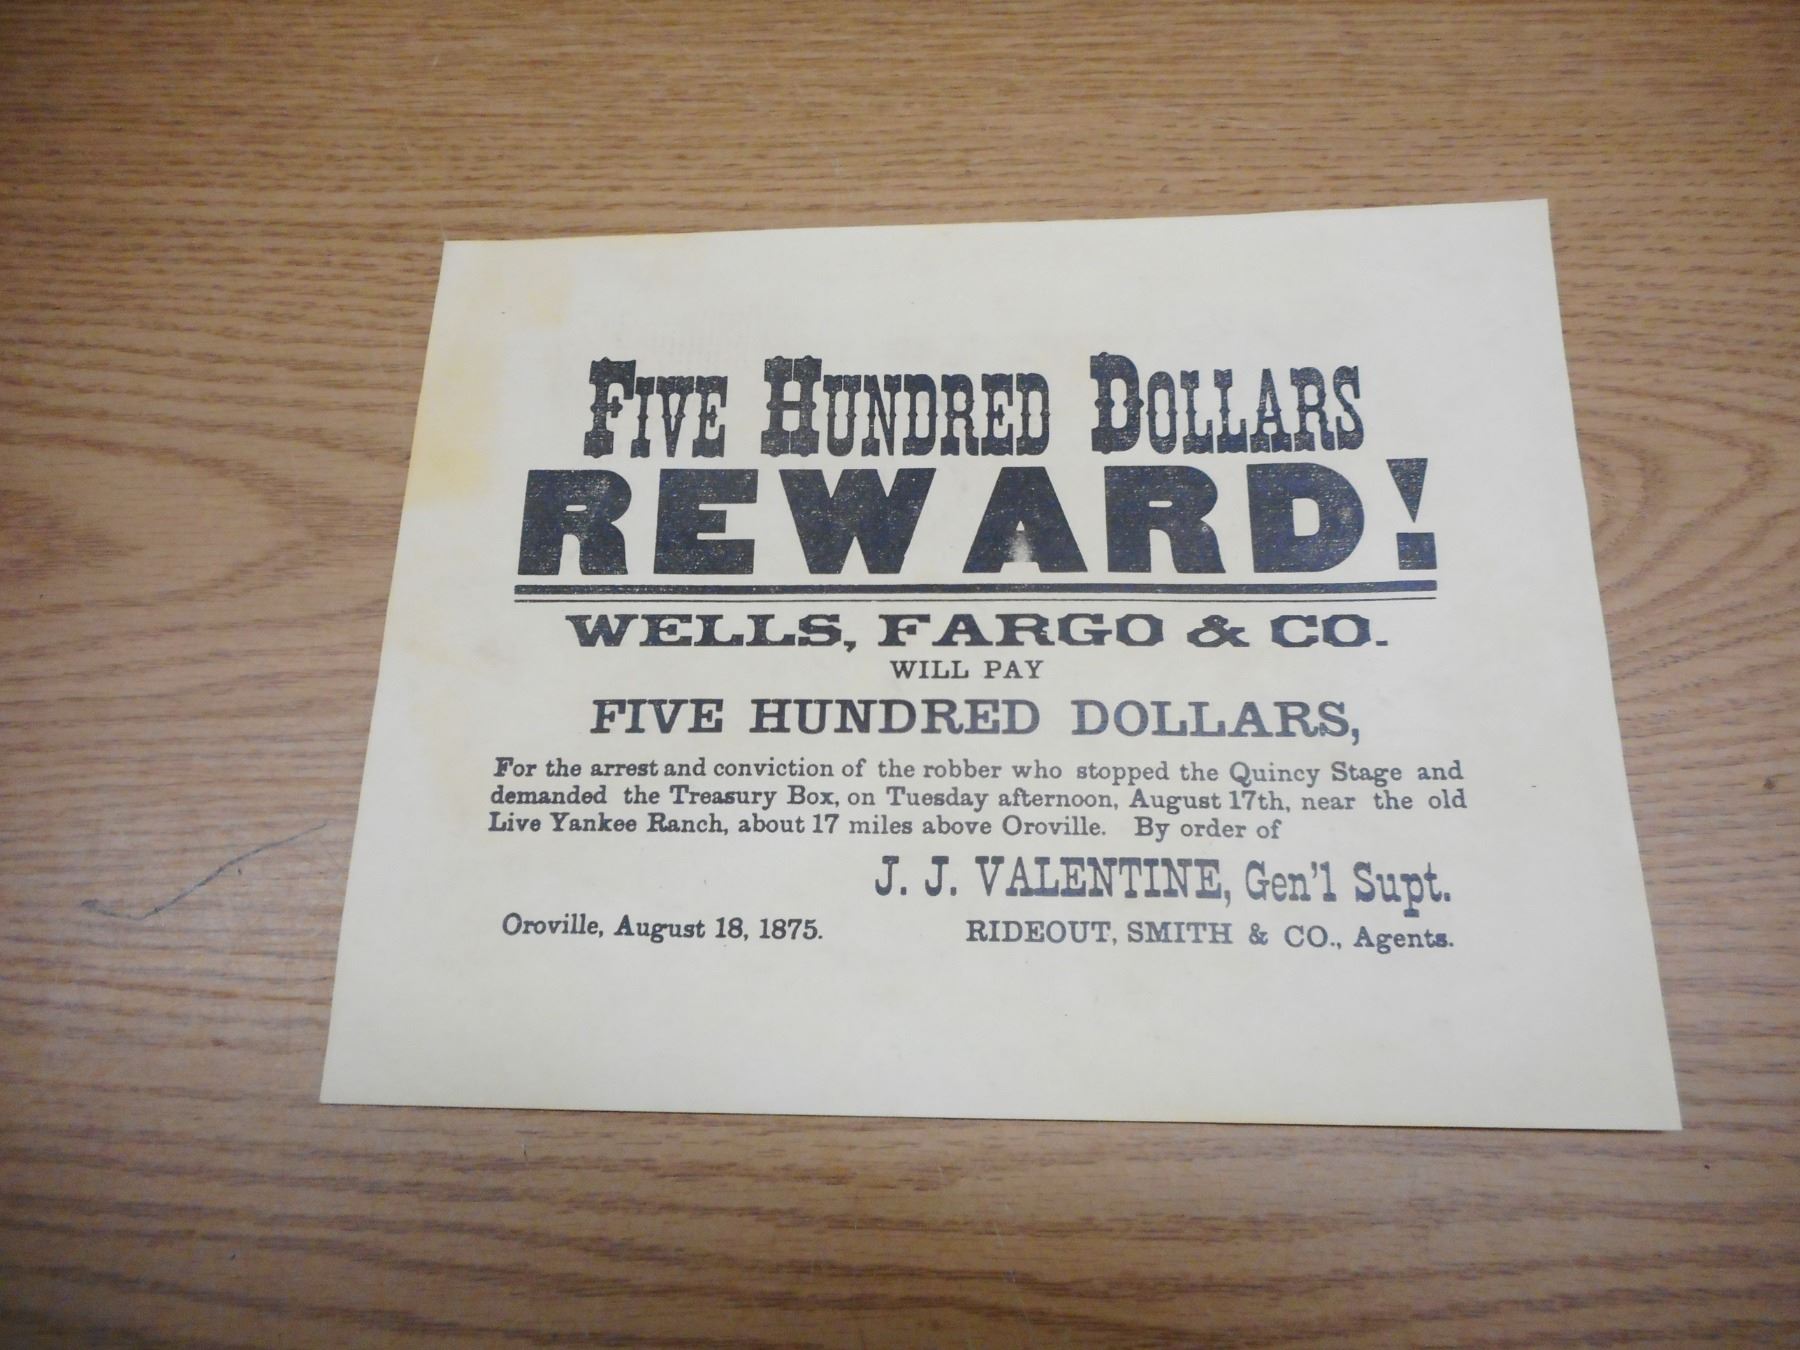 FIVE HUNDRED DOLLARS
REWARD!
WELLS, FARGO & CO.
WILL PAY
FIVE HUNDRED DOLLARS,
For the arrest and conviction of the robber who stopped the Quincy Stage and
demanded the Treasury Box, on Tuesday afternoon, August 17th, near the old
Live Yankee Ranch, about 17 miles above Oroville. By order of
J. J. VALENTINE, Gen'l Supt.
Oroville, August 18, 1875. RIDEOUT, SMITH & CO., Agents.